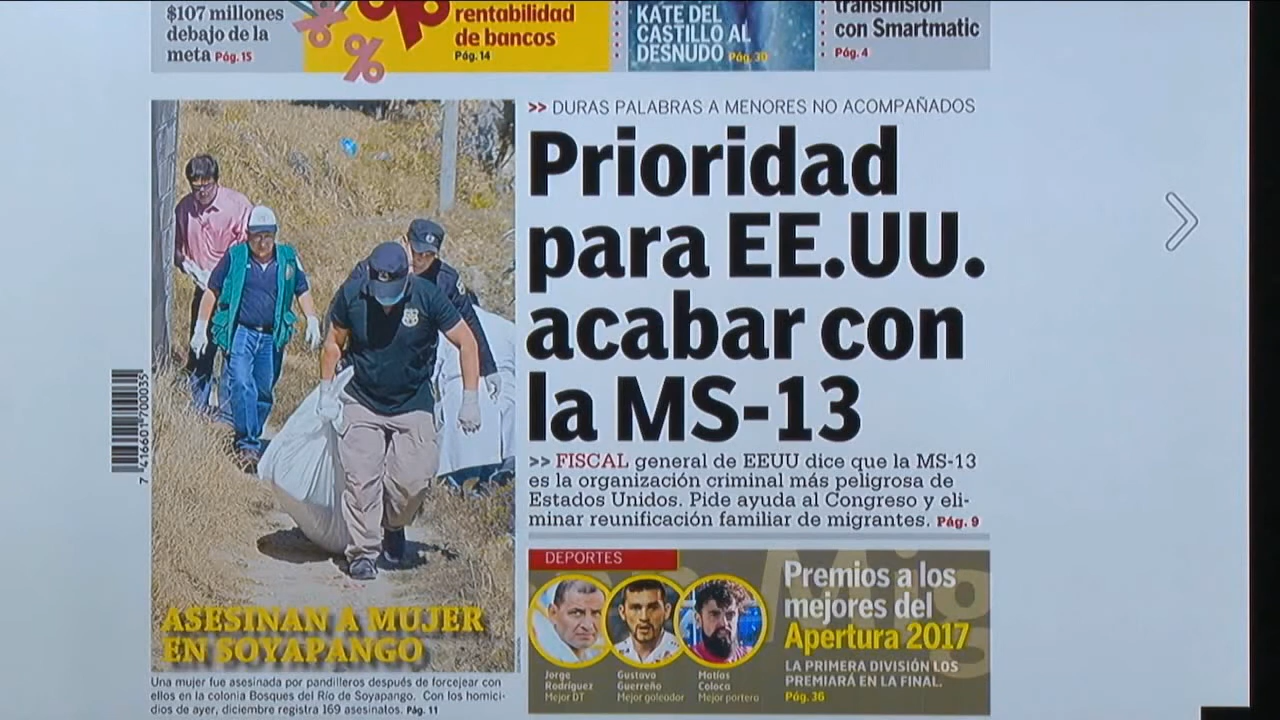 $107 millones
debajo de la
meta Pág. 15
rentabilidad
de bancos
Pág. 14
KATE DEL
CASTILLO AL
DESNUDO Pág. 30
transmisión
con Smartmatic
Pág. 4
>> DURAS PALABRAS A MENORES NO ACOMPAÑADOS
Prioridad
para EE.UU.
acabar con
la MS-13
>> FISCAL general de EEUU dice que la MS-13
es la organización criminal más peligrosa de
Estados Unidos. Pide ayuda al Congreso y eli-
minar reunificación familiar de migrantes. Pág. 9
7 416601 700035
ASESINAN A MUJER
EN SOYAPANGO
Una mujer fue asesinada por pandilleros después de forcejear con
ellos en la colonia Bosques del Río de Soyapango. Con los homici-
dios de ayer, diciembre registra 169 asesinatos. Pág. 11
DEPORTES
Jorge
Rodríguez
Mejor DT
Gustavo
Guerreño
Mejor goleador
Matías
Coloca
Mejor portero
Premios a los
mejores del
Apertura 2017
LA PRIMERA DIVISIÓN LOS
PREMIARÁ EN LA FINAL.
Pág. 36